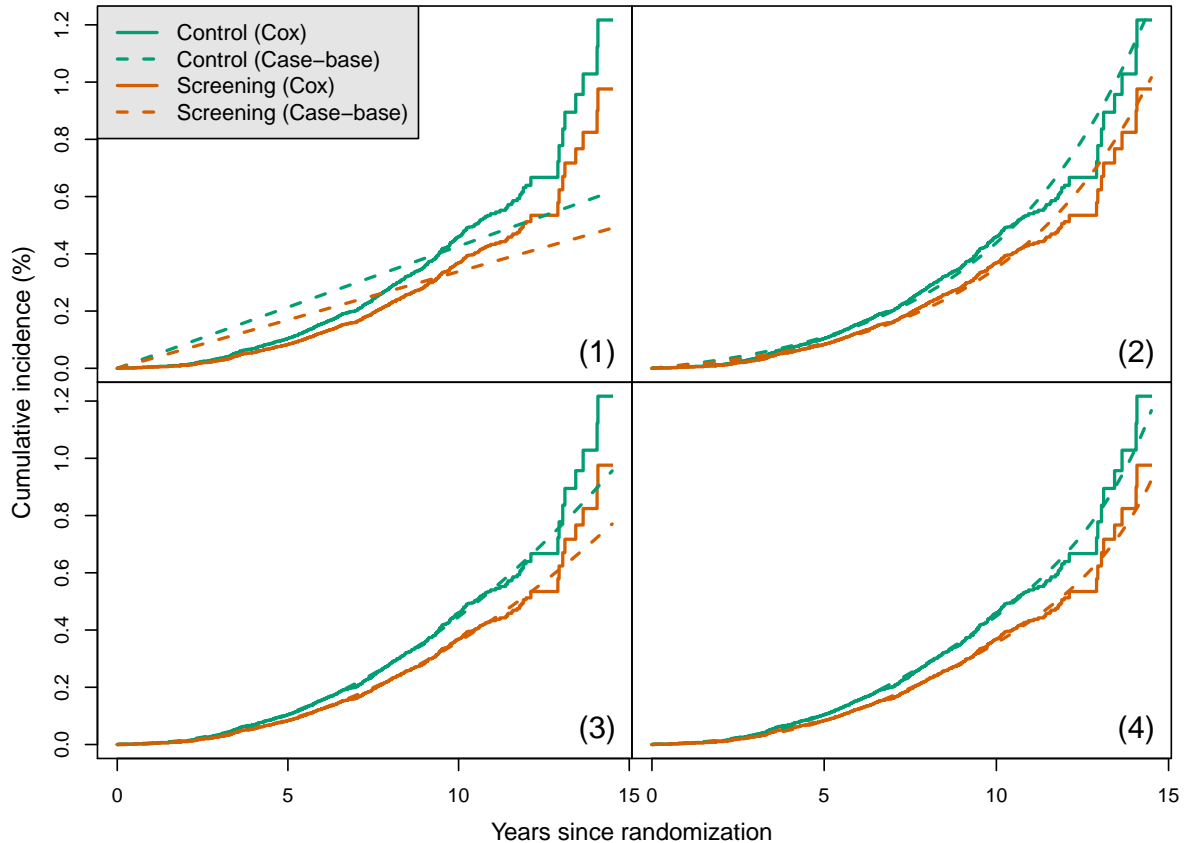 Control (Cox)
Control (Case−base)
Screening (Cox)
Screening (Case−base)
Cumulative incidence (%)
1.2
1.0
0.8
0.6
0.4
0.2
0.0
(1)
(2)
1.2
1.0
0.8
0.6
0.4
0.2
0.0
(3)
(4)
0 5 10 15 0 5 10 15
Years since randomization